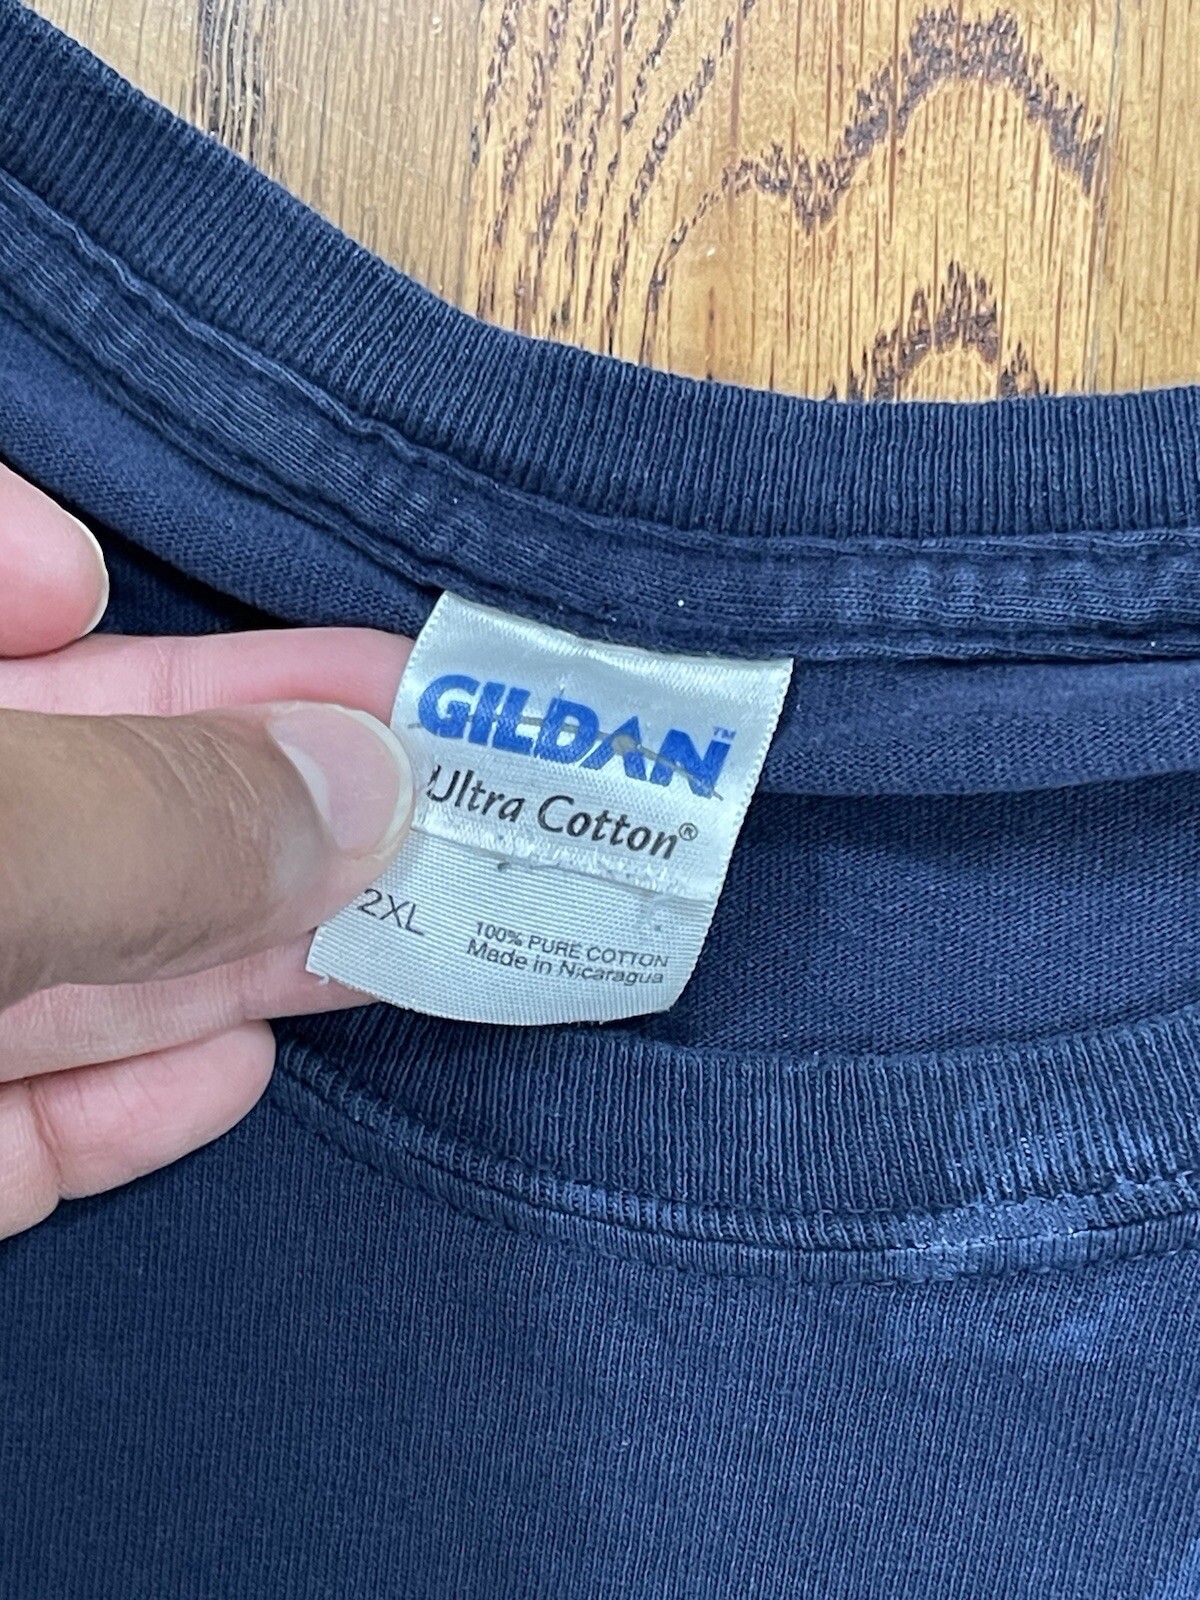 GILDAN™
Ultra Cotton®
2XL
100% PURE COTTON
Made in Nicaragua